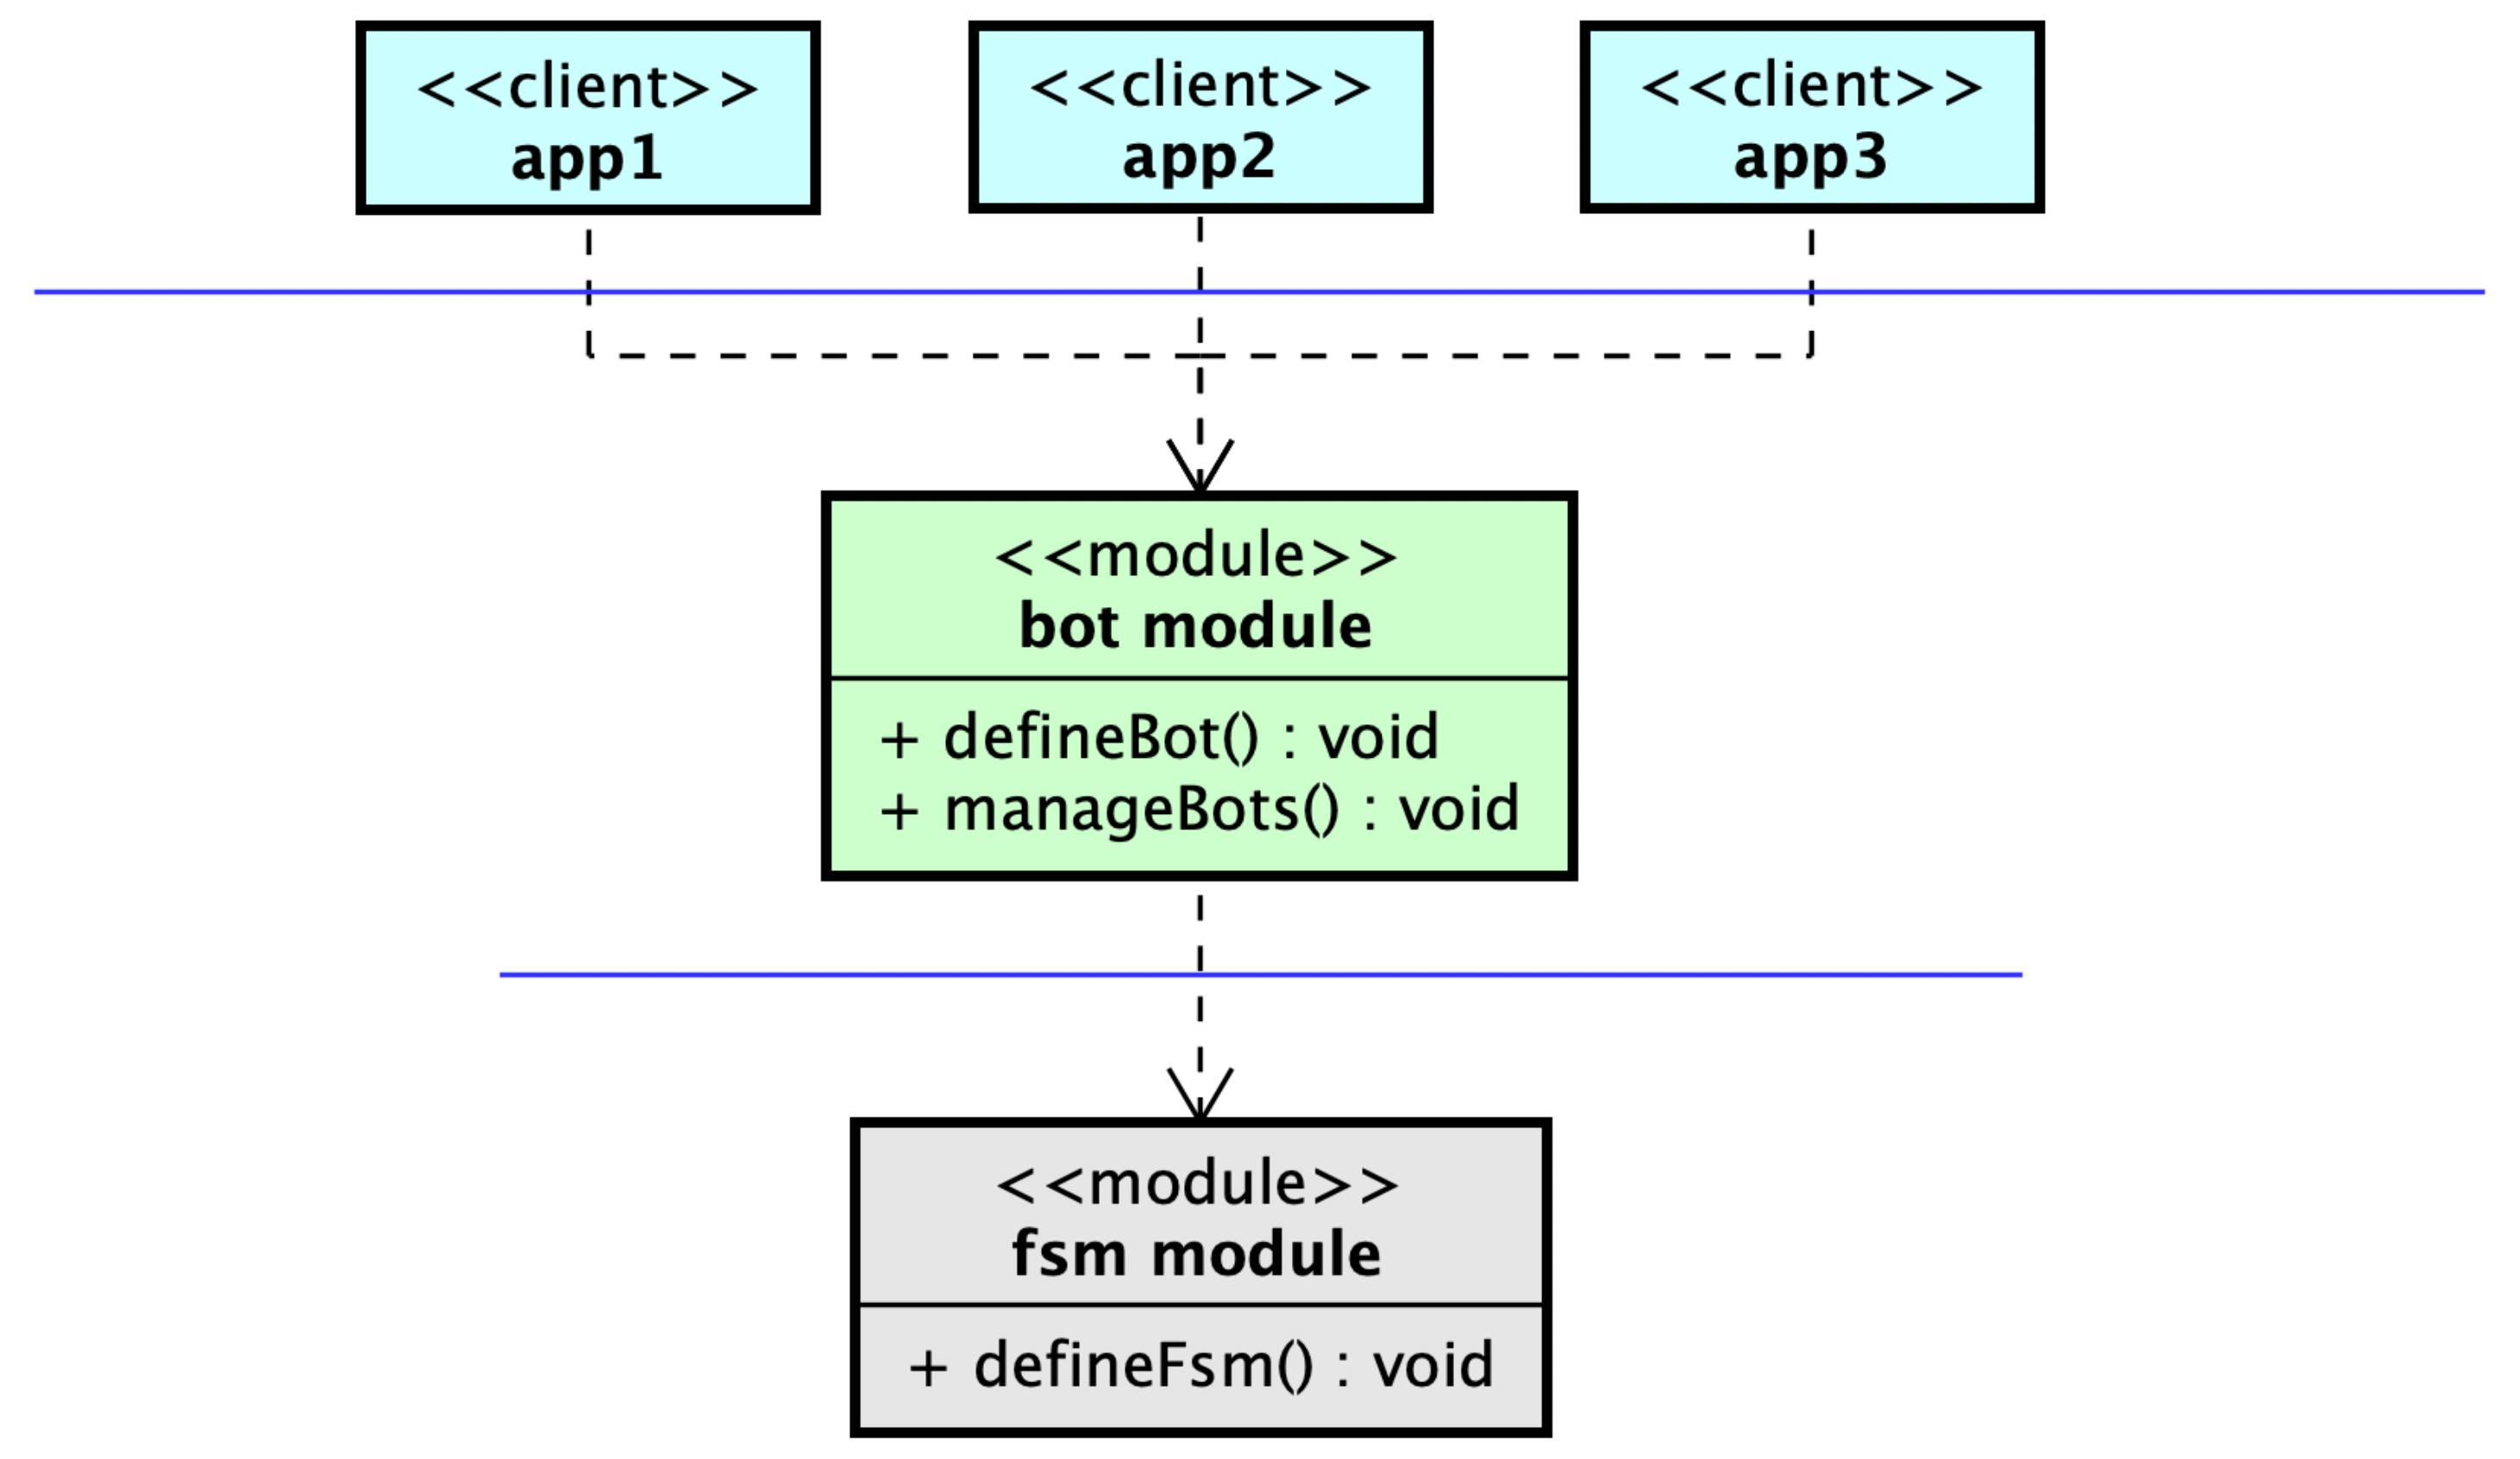 <<client>>
app1
<<client>>
app2
<<client>>
app3
<<module>>
bot module
+ defineBot() : void
+ manageBots() : void
<<module>>
fsm module
+ defineFsm() : void